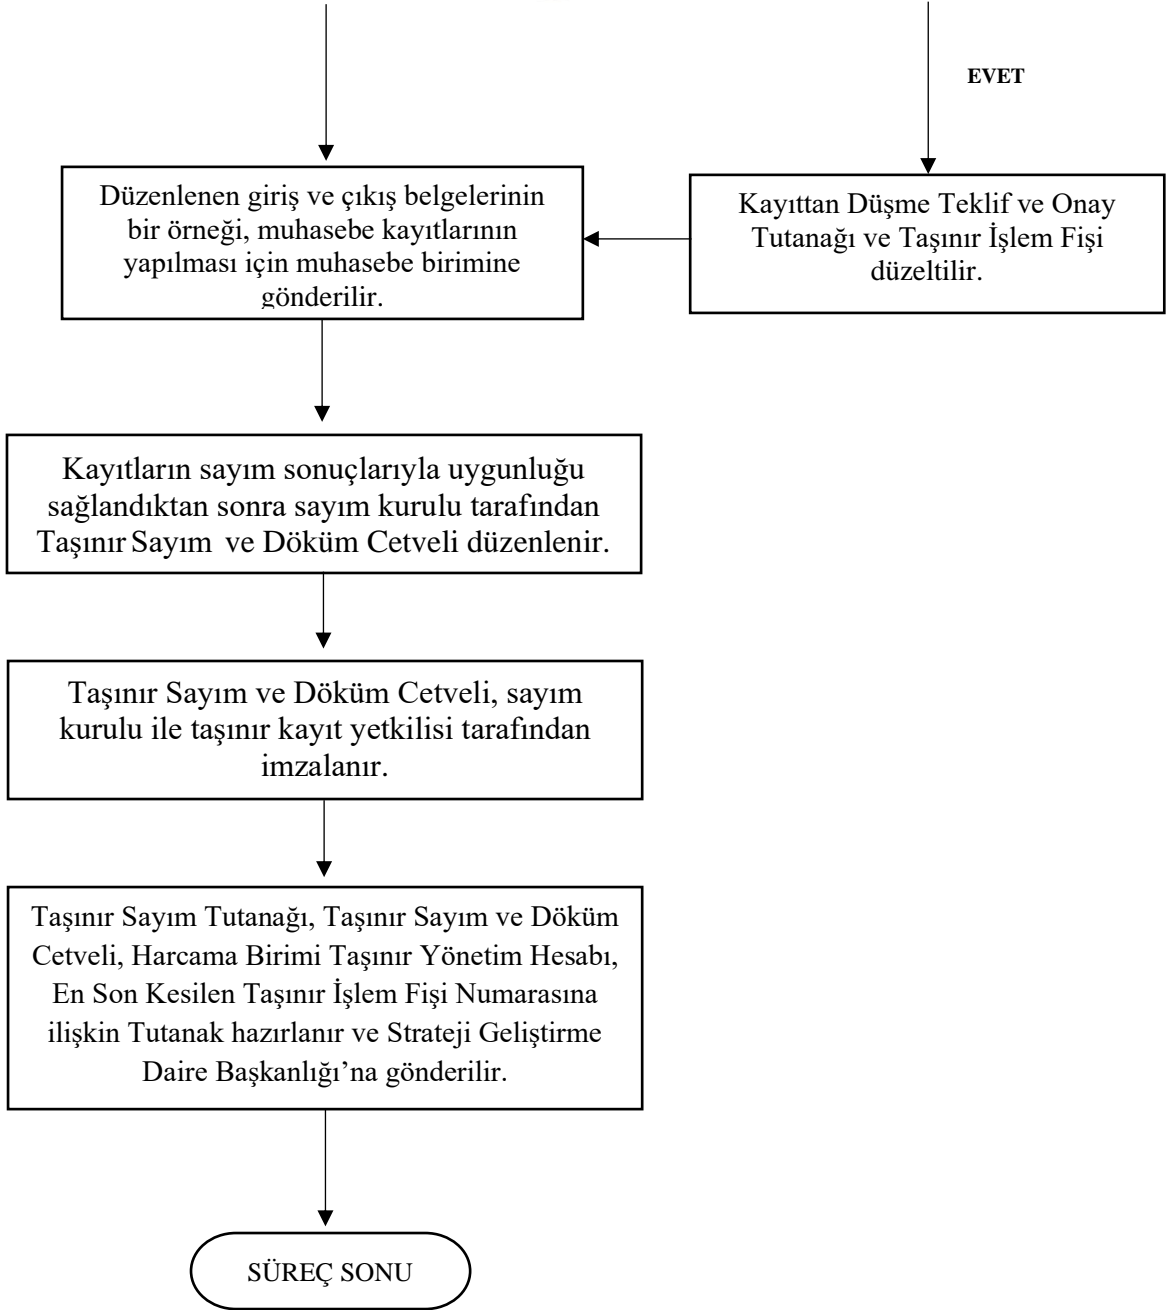 EVET
Düzenlenen giriş ve çıkış belgelerinin
bir örneği, muhasebe kayıtlarının
yapılması için muhasebe birimine
gönderilir.
Kayıttan Düşme Teklif ve Onay
Tutanağı ve Taşınır İşlem Fişi
düzeltilir.
Kayıtların sayım sonuçlarıyla uygunluğu
sağlandıktan sonra sayım kurulu tarafından
Taşınır Sayım ve Döküm Cetveli düzenlenir.
Taşınır Sayım ve Döküm Cetveli, sayım
kurulu ile taşınır kayıt yetkilisi tarafından
imzalanır.
Taşınır Sayım Tutanağı, Taşınır Sayım ve Döküm
Cetveli, Harcama Birimi Taşınır Yönetim Hesabı,
En Son Kesilen Taşınır İşlem Fişi Numarasına
ilişkin Tutanak hazırlanır ve Strateji Geliştirme
Daire Başkanlığı’na gönderilir.
SÜREÇ SONU